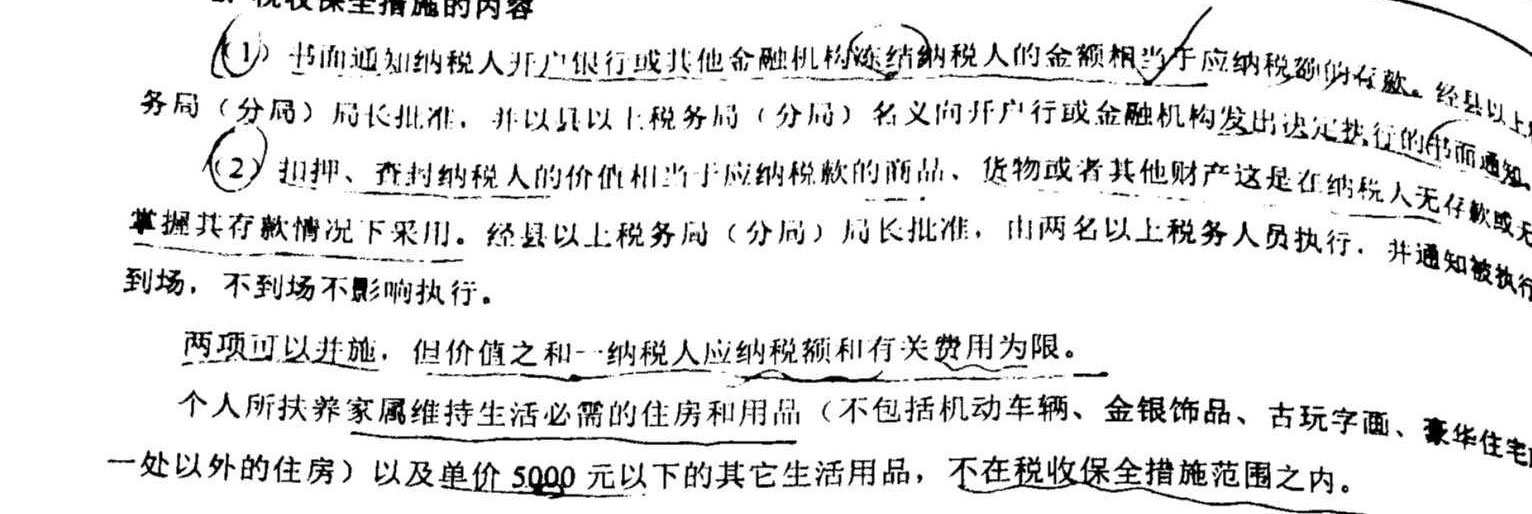 税收保全措施的内容
(1) 书面通知纳税人开户银行或其他金融机构冻结纳税人的金额相当于应纳税额的存款。经县以上
务局（分局）局长批准，并以县以上税务局（分局）名义向开户行或金融机构发出决定执行的书面通知。
(2) 扣押、查封纳税人的价值相当于应纳税款的商品、货物或者其他财产这是在纳税人无存款或无
掌握其存款情况下采用。经县以上税务局（分局）局长批准，由两名以上税务人员执行，并通知被执行
到场，不到场不影响执行。
两项可以并施，但价值之和一纳税人应纳税额和有关费用为限。
个人所扶养家属维持生活必需的住房和用品（不包括机动车辆、金银饰品、古玩字画、豪华住宅
一处以外的住房）以及单价 5000 元以下的其它生活用品，不在税收保全措施范围之内。